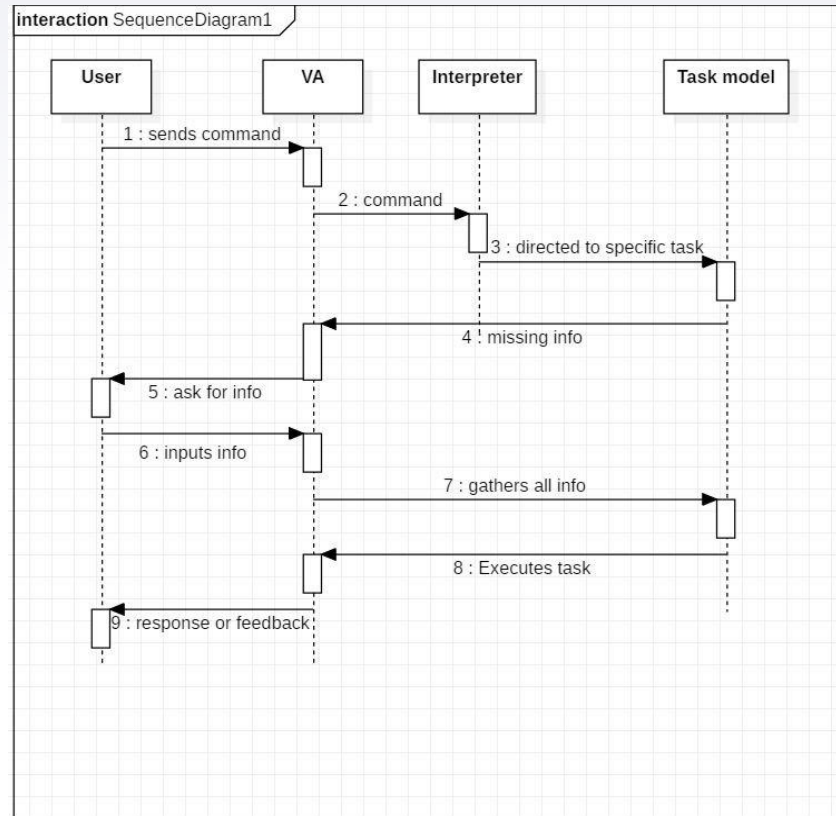 interaction SequenceDiagram1
User
VA
Interpreter
Task model
1 : sends command
2 : command
3 : directed to specific task
4 : missing info
5 : ask for info
6 : inputs info
7 : gathers all info
8 : Executes task
9 : response or feedback